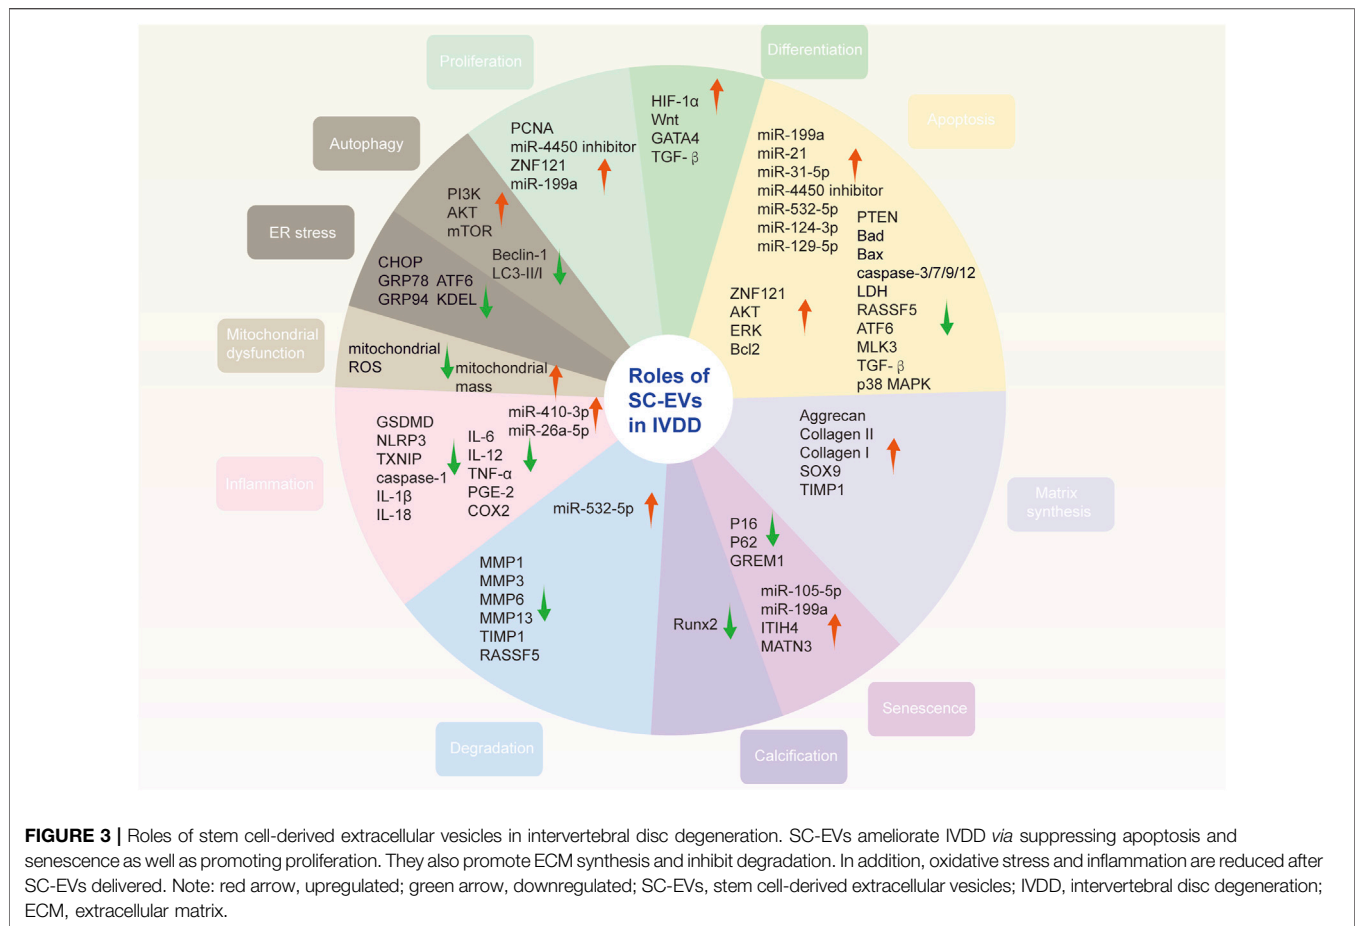 Proliferation
Differentiation
Apoptosis
Autophagy
ER stress
Mitochondrial
dysfunction
Inflammation
Degradation
Calcification
Senescence
Matrix
synthesis
PCNA
miR-4450 inhibitor
ZNF121
miR-199a
HIF-1α
Wnt
GATA4
TGF- β
miR-199a
miR-21
miR-31-5p
miR-4450 inhibitor
miR-532-5p
miR-124-3p
miR-129-5p
PTEN
Bad
Bax
caspase-3/7/9/12
LDH
RASSF5
ATF6
MLK3
TGF- β
p38 MAPK
ZNF121
AKT
ERK
Bcl2
PI3K
AKT
mTOR
Beclin-1
LC3-II/I
CHOP
GRP78 ATF6
GRP94 KDEL
mitochondrial
ROS
mitochondrial
mass
miR-410-3p
miR-26a-5p
GSDMD
NLRP3
TXNIP
caspase-1
IL-1β
IL-18
IL-6
IL-12
TNF-α
PGE-2
COX2
miR-532-5p
MMP1
MMP3
MMP6
MMP13
TIMP1
RASSF5
Runx2
P16
P62
GREM1
miR-105-5p
miR-199a
ITIH4
MATN3
Aggrecan
Collagen II
Collagen I
SOX9
TIMP1
Roles of
SC-EVs
in IVDD
FIGURE 3 | Roles of stem cell-derived extracellular vesicles in intervertebral disc degeneration. SC-EVs ameliorate IVDD via suppressing apoptosis and
senescence as well as promoting proliferation. They also promote ECM synthesis and inhibit degradation. In addition, oxidative stress and inflammation are reduced after
SC-EVs delivered. Note: red arrow, upregulated; green arrow, downregulated; SC-EVs, stem cell-derived extracellular vesicles; IVDD, intervertebral disc degeneration;
ECM, extracellular matrix.